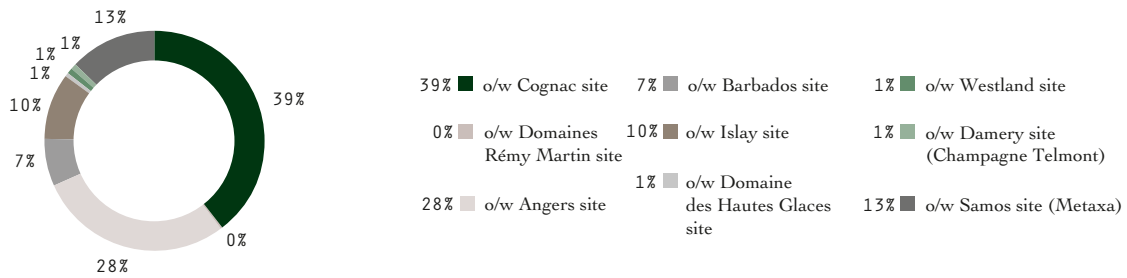 13%
1%
1%
1%
10%
39%
7%
0%
28%
39% o/w Cognac site
0% o/w Domaines
Rémy Martin site
28% o/w Angers site
7% o/w Barbados site
10% o/w Islay site
1% o/w Domaine
des Hautes Glaces
site
1% o/w Westland site
1% o/w Damery site
(Champagne Telmont)
13% o/w Samos site (Metaxa)